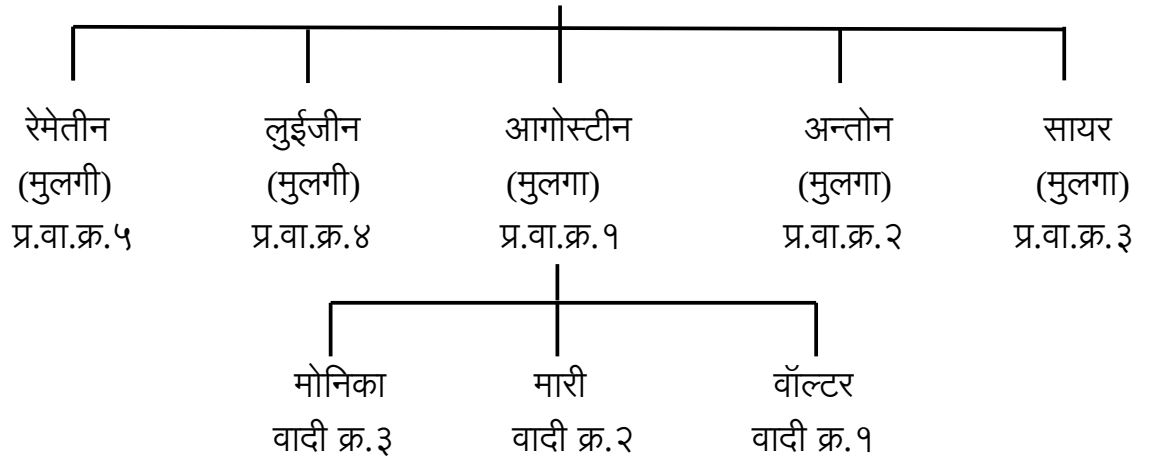 रेमेतीन लुईजीन आगोस्टीन अन्तोन सायर
(मुलगी) (मुलगी) (मुलगा) (मुलगा) (मुलगा)
प्र.वा.क्र.५ प्र.वा.क्र.४ प्र.वा.क्र.१ प्र.वा.क्र.२ प्र.वा.क्र.३
मोनिका मारी वॉल्टर
वादी क्र.३ वादी क्र.२ वादी क्र.१